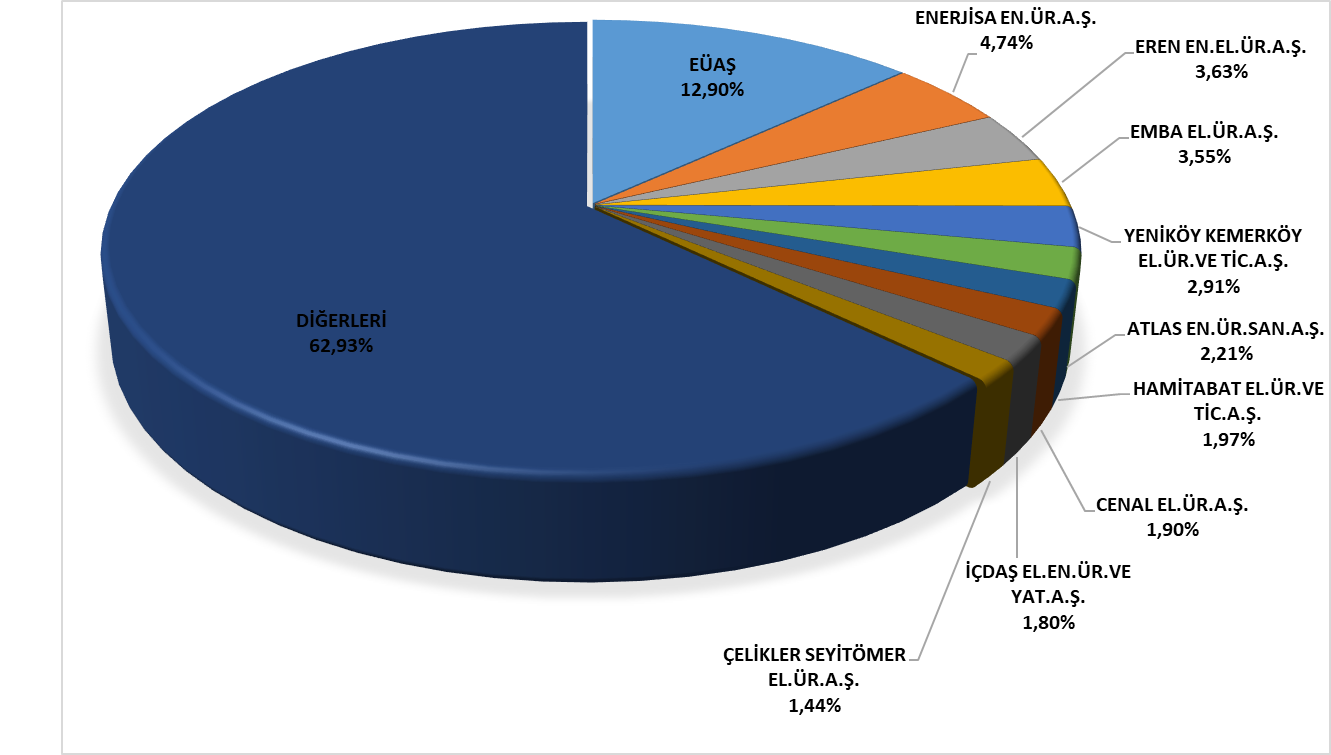 EÜAŞ
12,90%
ENERJİSA EN.ÜR.A.Ş.
4,74%
EREN EN.EL.ÜR.A.Ş.
3,63%
EMBA EL.ÜR.A.Ş.
3,55%
YENİKÖY KEMERKÖY
EL.ÜR.VE TİC.A.Ş.
2,91%
ATLAS EN.ÜR.SAN.A.Ş.
2,21%
HAMİTABAT EL.ÜR.VE
TİC.A.Ş.
1,97%
CENAL EL.ÜR.A.Ş.
1,90%
İÇDAŞ EL.EN.ÜR.VE
YAT.A.Ş.
1,80%
ÇELİKLER SEYİTÖMER
EL.ÜR.A.Ş.
1,44%
DİĞERLERİ
62,93%